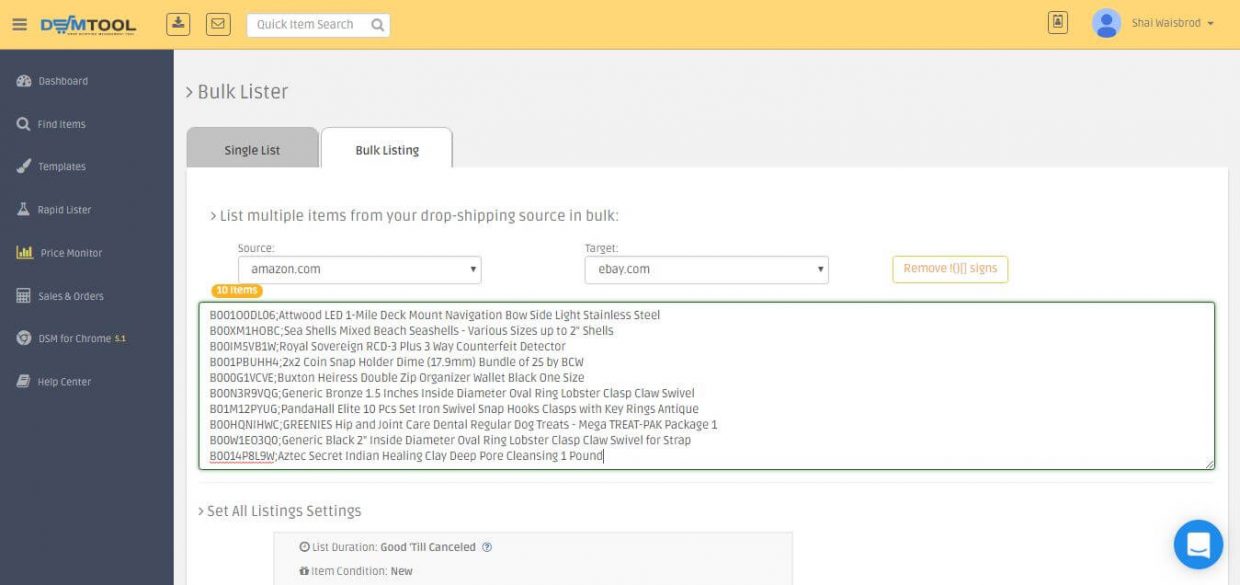 DSMTOOL
Quick Item Search
Shai Waisbrod
Dashboard
Find Items
Templates
Rapid Lister
Price Monitor
Sales & Orders
DSM for Chrome 5.1
Help Center
> Bulk Lister
Single List
Bulk Listing
> List multiple items from your drop-shipping source in bulk:
Source:
Target:
amazon.com
ebay.com
Remove !()[] signs
10 Items
B001O0DL06;Attwood LED 1-Mile Deck Mount Navigation Bow Side Light Stainless Steel
B00XM1HOBC;Sea Shells Mixed Beach Seashells - Various Sizes up to 2" Shells
B00IM5VB1W;Royal Sovereign RCD-3 Plus 3 Way Counterfeit Detector
B001PBUHH4;2x2 Coin Snap Holder Dime (17.9mm) Bundle of 25 by BCW
B000G1VCVE;Buxton Heiress Double Zip Organizer Wallet Black One Size
B00N3R9VQG;Generic Bronze 1.5 Inches Inside Diameter Oval Ring Lobster Clasp Claw Swivel
B01M12PYUG;PandaHall Elite 10 Pcs Set Iron Swivel Snap Hooks Clasps with Key Rings Antique
B00HQNIHWC;GREENIES Hip and Joint Care Dental Regular Dog Treats - Mega TREAT-PAK Package 1
B00W1EO3Q0;Generic Black 2" Inside Diameter Oval Ring Lobster Clasp Claw Swivel for Strap
B0014P8L9W;Aztec Secret Indian Healing Clay Deep Pore Cleansing 1 Pound
> Set All Listings Settings
List Duration: Good 'Till Canceled
Item Condition: New